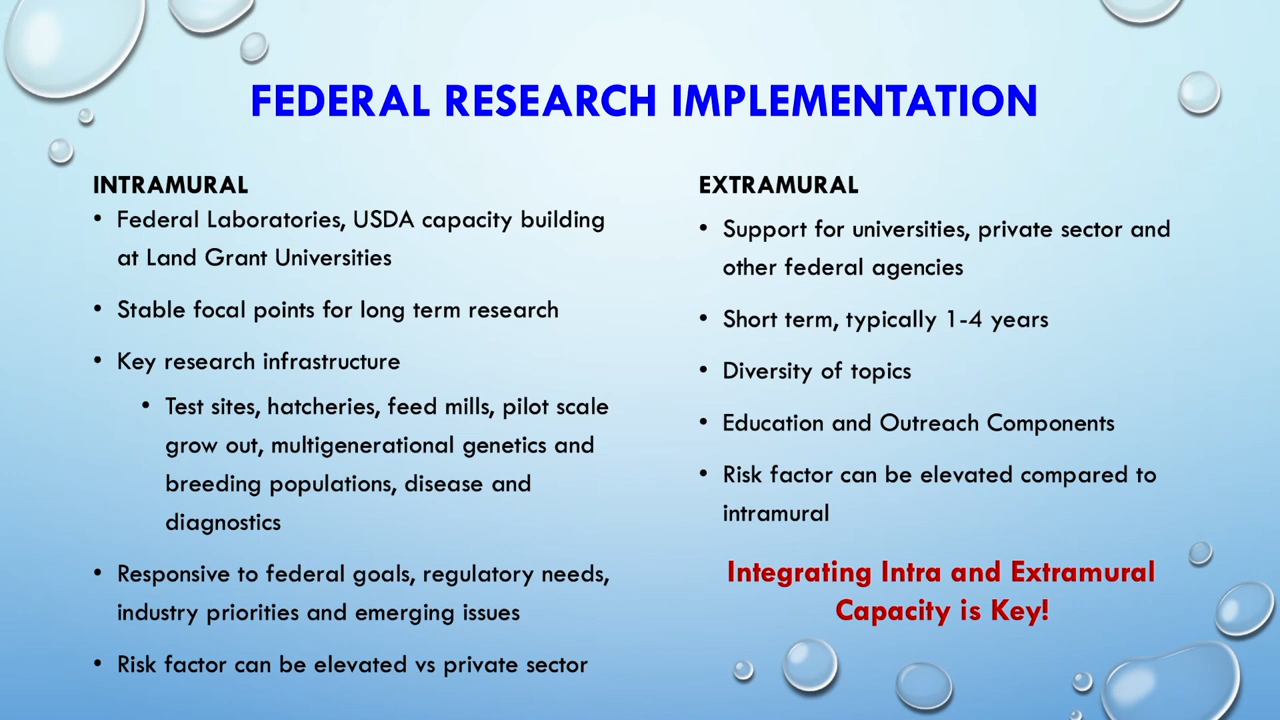 FEDERAL RESEARCH IMPLEMENTATION
INTRAMURAL
• Federal Laboratories, USDA capacity building
at Land Grant Universities
• Stable focal points for long term research
• Key research infrastructure
• Test sites, hatcheries, feed mills, pilot scale
grow out, multigenerational genetics and
breeding populations, disease and
diagnostics
• Responsive to federal goals, regulatory needs,
industry priorities and emerging issues
• Risk factor can be elevated vs private sector
EXTRAMURAL
• Support for universities, private sector and
other federal agencies
• Short term, typically 1-4 years
• Diversity of topics
• Education and Outreach Components
• Risk factor can be elevated compared to
intramural
Integrating Intra and Extramural
Capacity is Key!